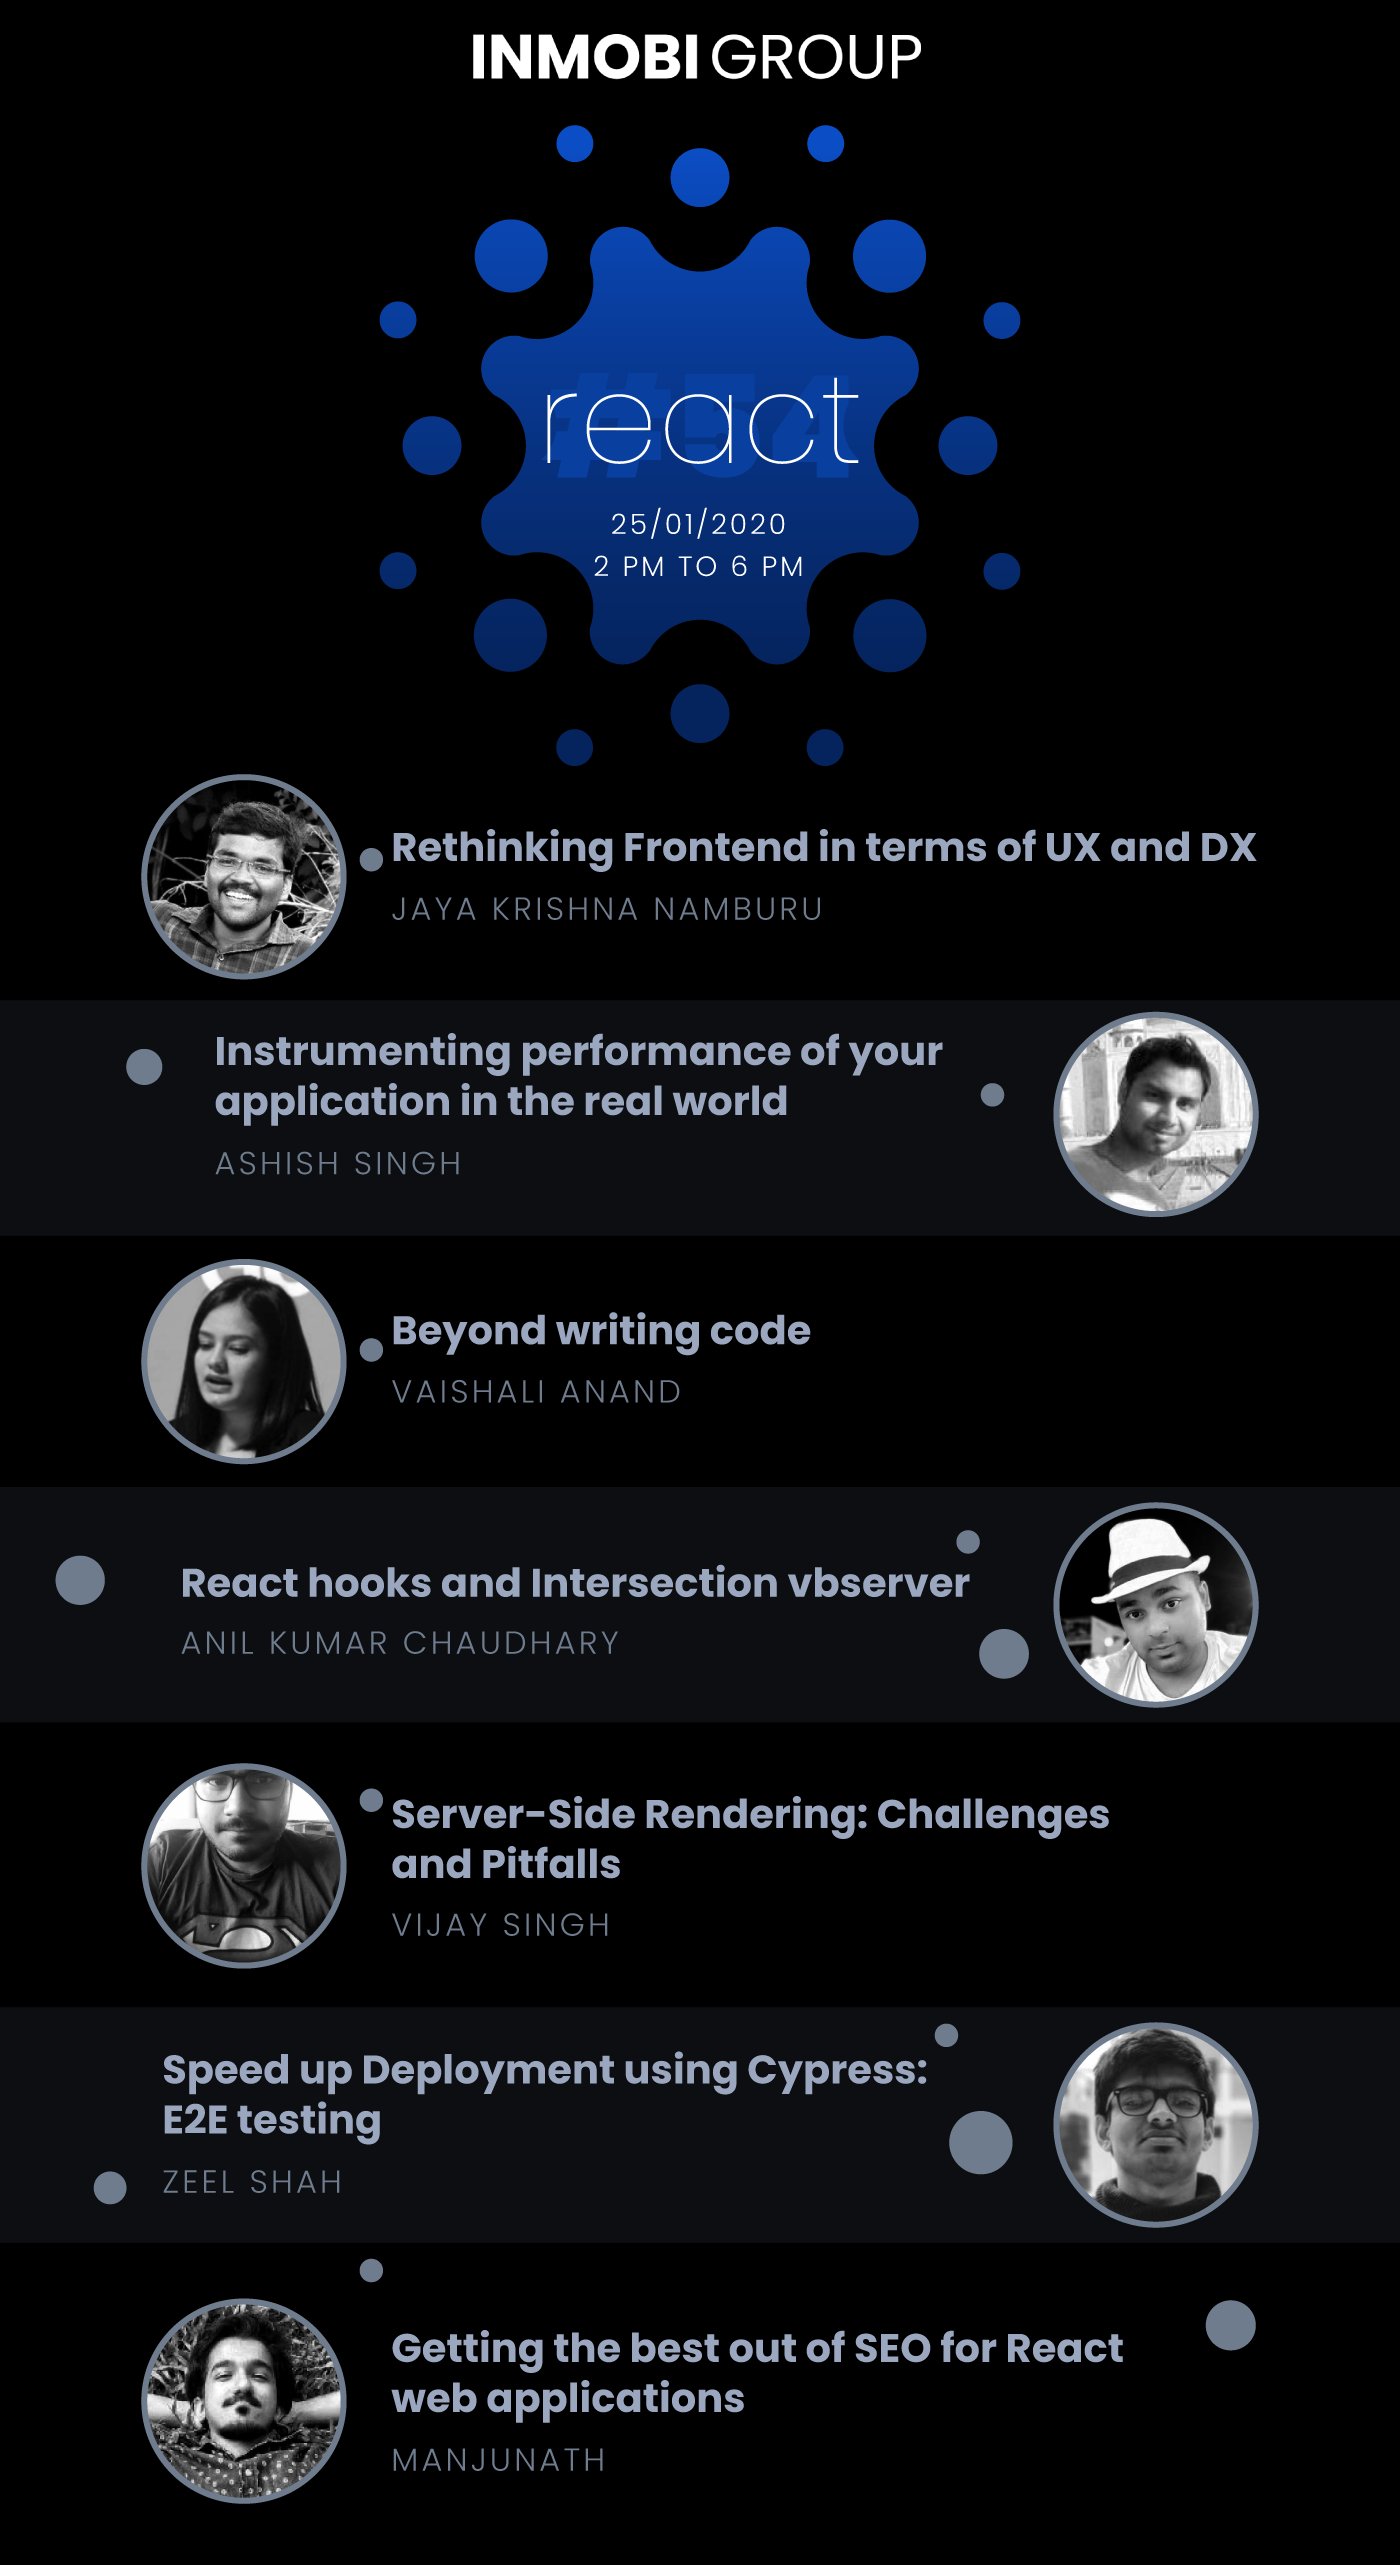 INMOBI GROUP
#54
react
25/01/2020
2 PM TO 6 PM
Rethinking Frontend in terms of UX and DX
JAYA KRISHNA NAMBURU
Instrumenting performance of your
application in the real world
ASHISH SINGH
Beyond writing code
VAISHALI ANAND
React hooks and Intersection vbserver
ANIL KUMAR CHAUDHARY
Server-Side Rendering: Challenges
and Pitfalls
VIJAY SINGH
Speed up Deployment using Cypress:
E2E testing
ZEEL SHAH
Getting the best out of SEO for React
web applications
MANJUNATH